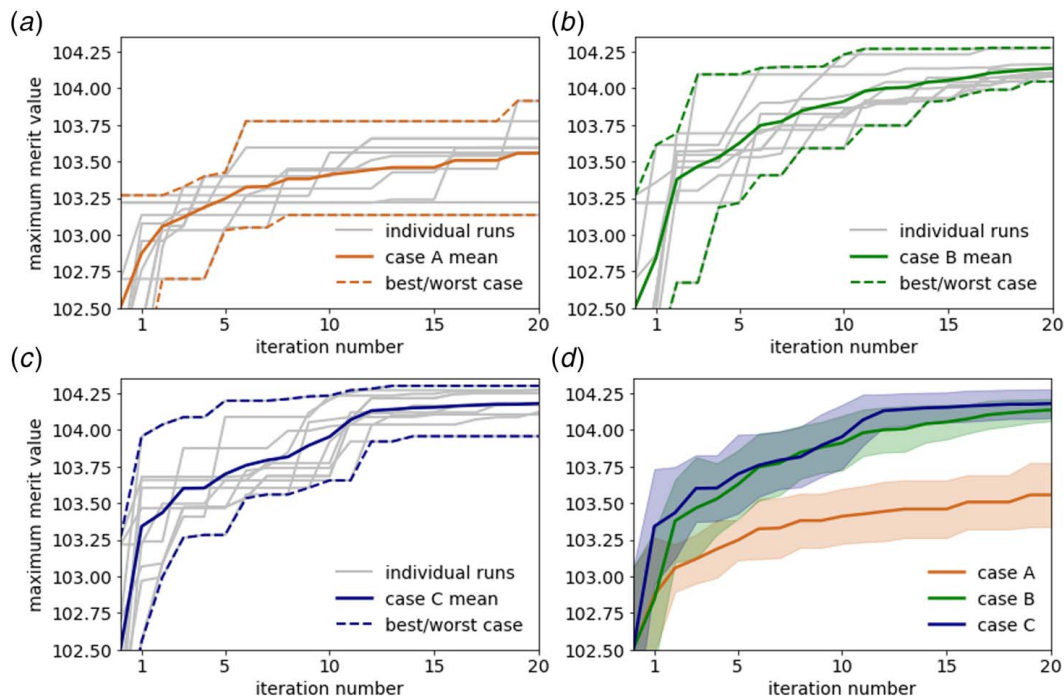 (a)
maximum merit value
104.25
104.00
103.75
103.50
103.25
103.00
102.75
102.50
individual runs
case A mean
best/worst case
1 5 10 15 20
iteration number
(b)
104.25
104.00
103.75
103.50
103.25
103.00
102.75
102.50
individual runs
case B mean
best/worst case
1 5 10 15 20
iteration number
(c)
maximum merit value
104.25
104.00
103.75
103.50
103.25
103.00
102.75
102.50
individual runs
case C mean
best/worst case
1 5 10 15 20
iteration number
(d)
104.25
104.00
103.75
103.50
103.25
103.00
102.75
102.50
case A
case B
case C
1 5 10 15 20
iteration number